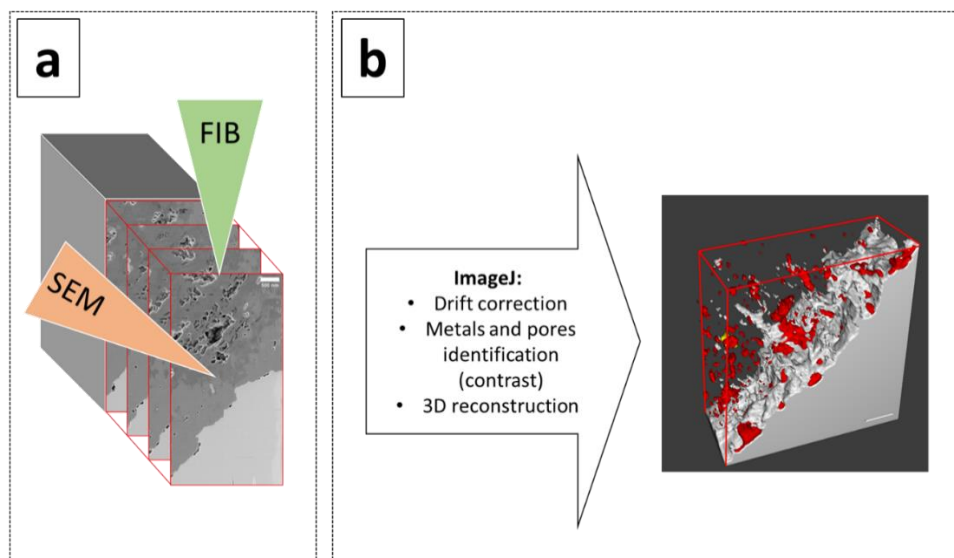 a
b
FIB
SEM
ImageJ:
• Drift correction
• Metals and pores
identification
(contrast)
• 3D reconstruction